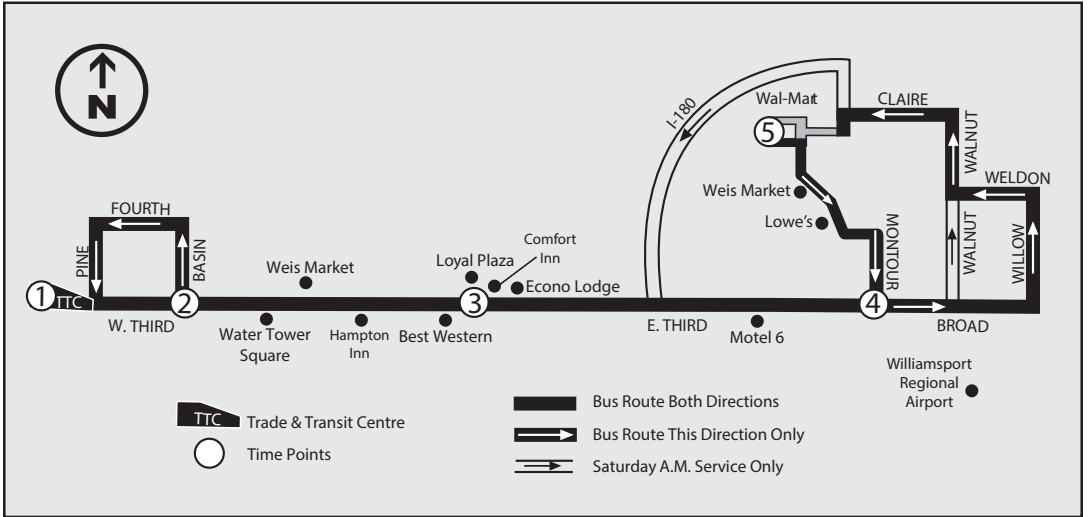 N
I-180
Wal-Mart
CLAIRE
5
WALNUT
WELDON
Weis Market
Lowe's
MONTOUR
WALNUT
WILLOW
FOURTH
PINE
BASIN
Weis Market
Loyal Plaza
Comfort
Inn
Econo Lodge
1
TTC
2
3
4
W. THIRD
Water Tower
Square
Hampton
Inn
Best Western
E. THIRD
Motel 6
BROAD
Williamsport
Regional
Airport
TTC Trade & Transit Centre
Time Points
Bus Route Both Directions
Bus Route This Direction Only
Saturday A.M. Service Only